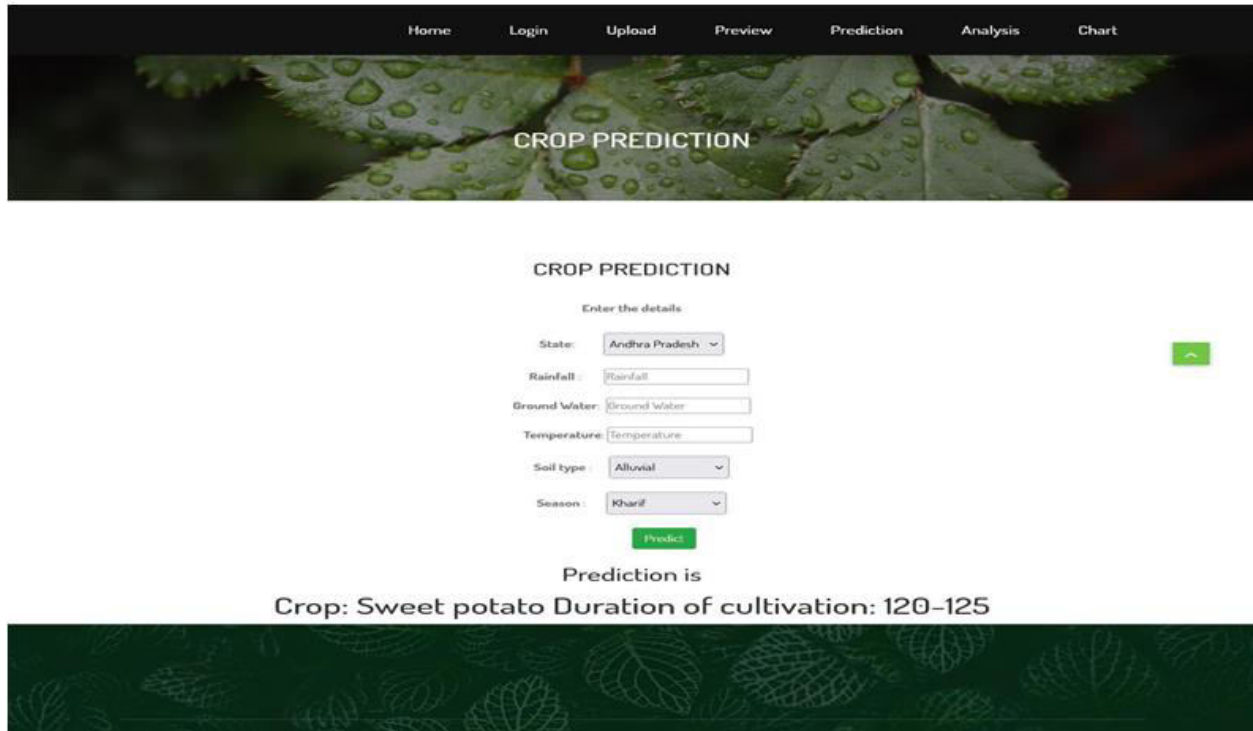 Home Login Upload Preview Prediction Analysis Chart
CROP PREDICTION
CROP PREDICTION
Enter the details
State: Andhra Pradesh
Rainfall : Rainfall
Ground Water: Ground Water
Temperature: Temperature
Soil type : Alluvial
Season : Kharif
Predict
Prediction is
Crop: Sweet potato Duration of cultivation: 120-125